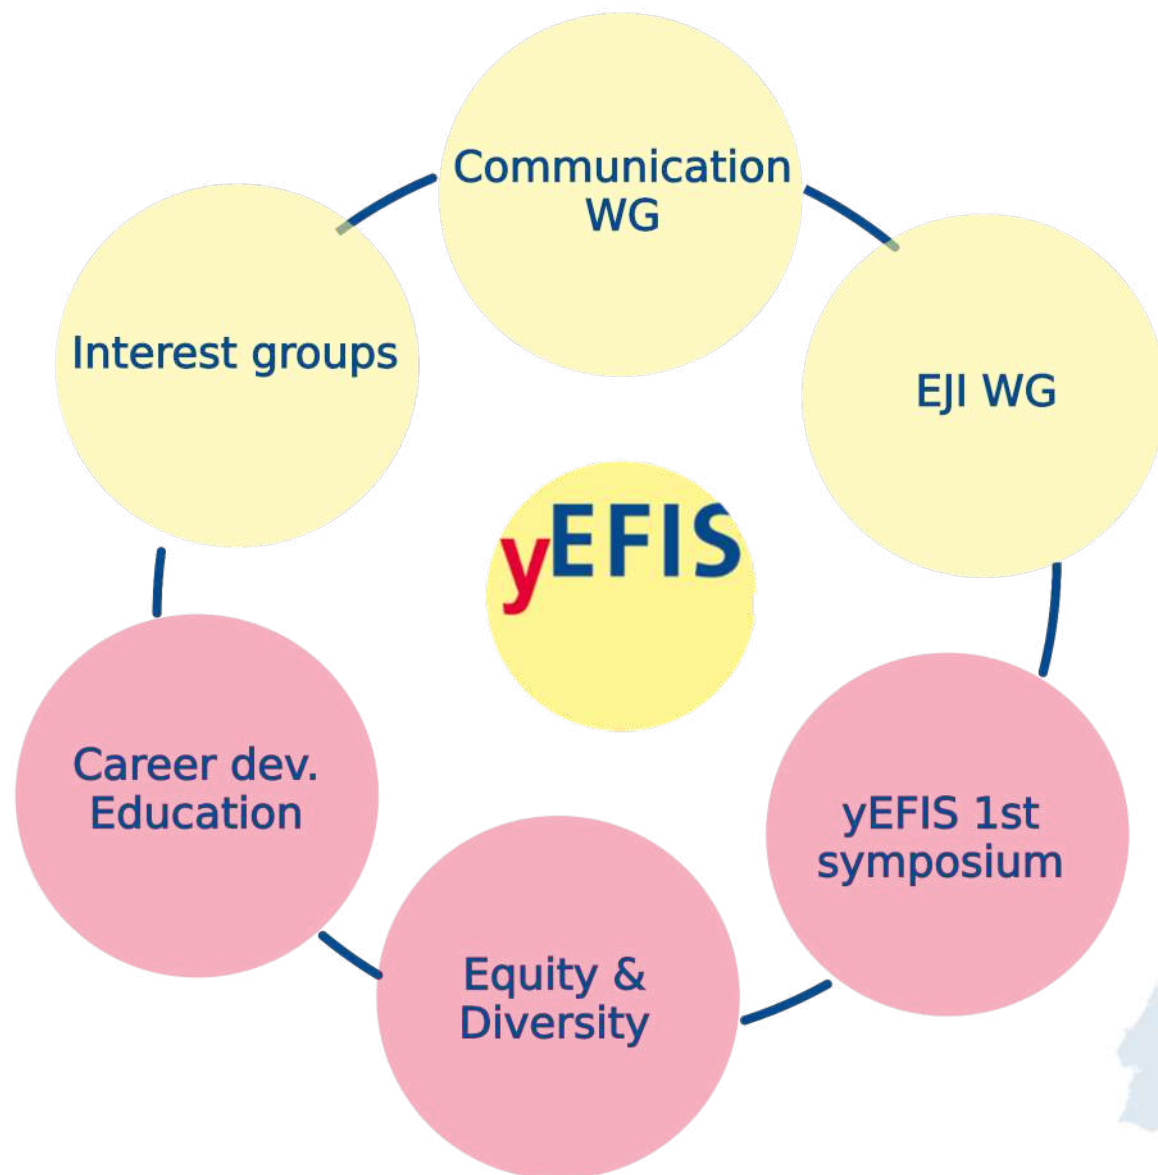 Communication
WG
Interest groups
EJI WG
yEFIS
Career dev.
Education
yEFIS 1st
symposium
Equity &
Diversity